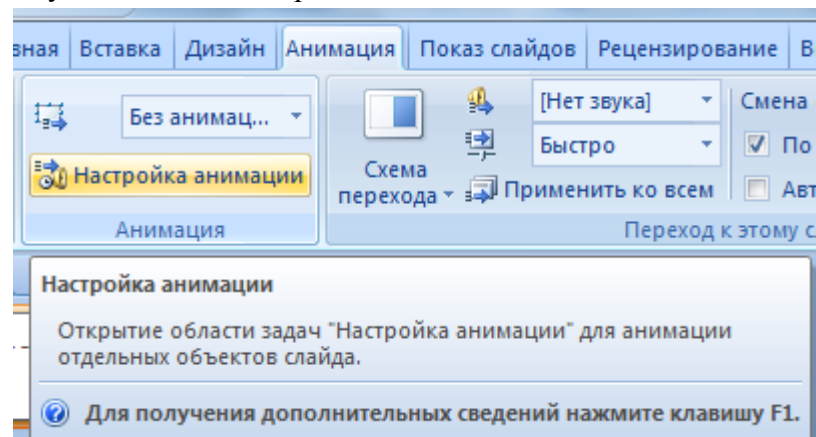 вная Вставка Дизайн Анимация Показ слайдов Рецензирование В
Без анимац... [Нет звука] Смена
Настройка анимации Схема перехода Быстро По
Применить ко всем Авт
Анимация Переход к этому сл
Настройка анимации
Открытие области задач "Настройка анимации" для анимации
отдельных объектов слайда.
Для получения дополнительных сведений нажмите клавишу F1.